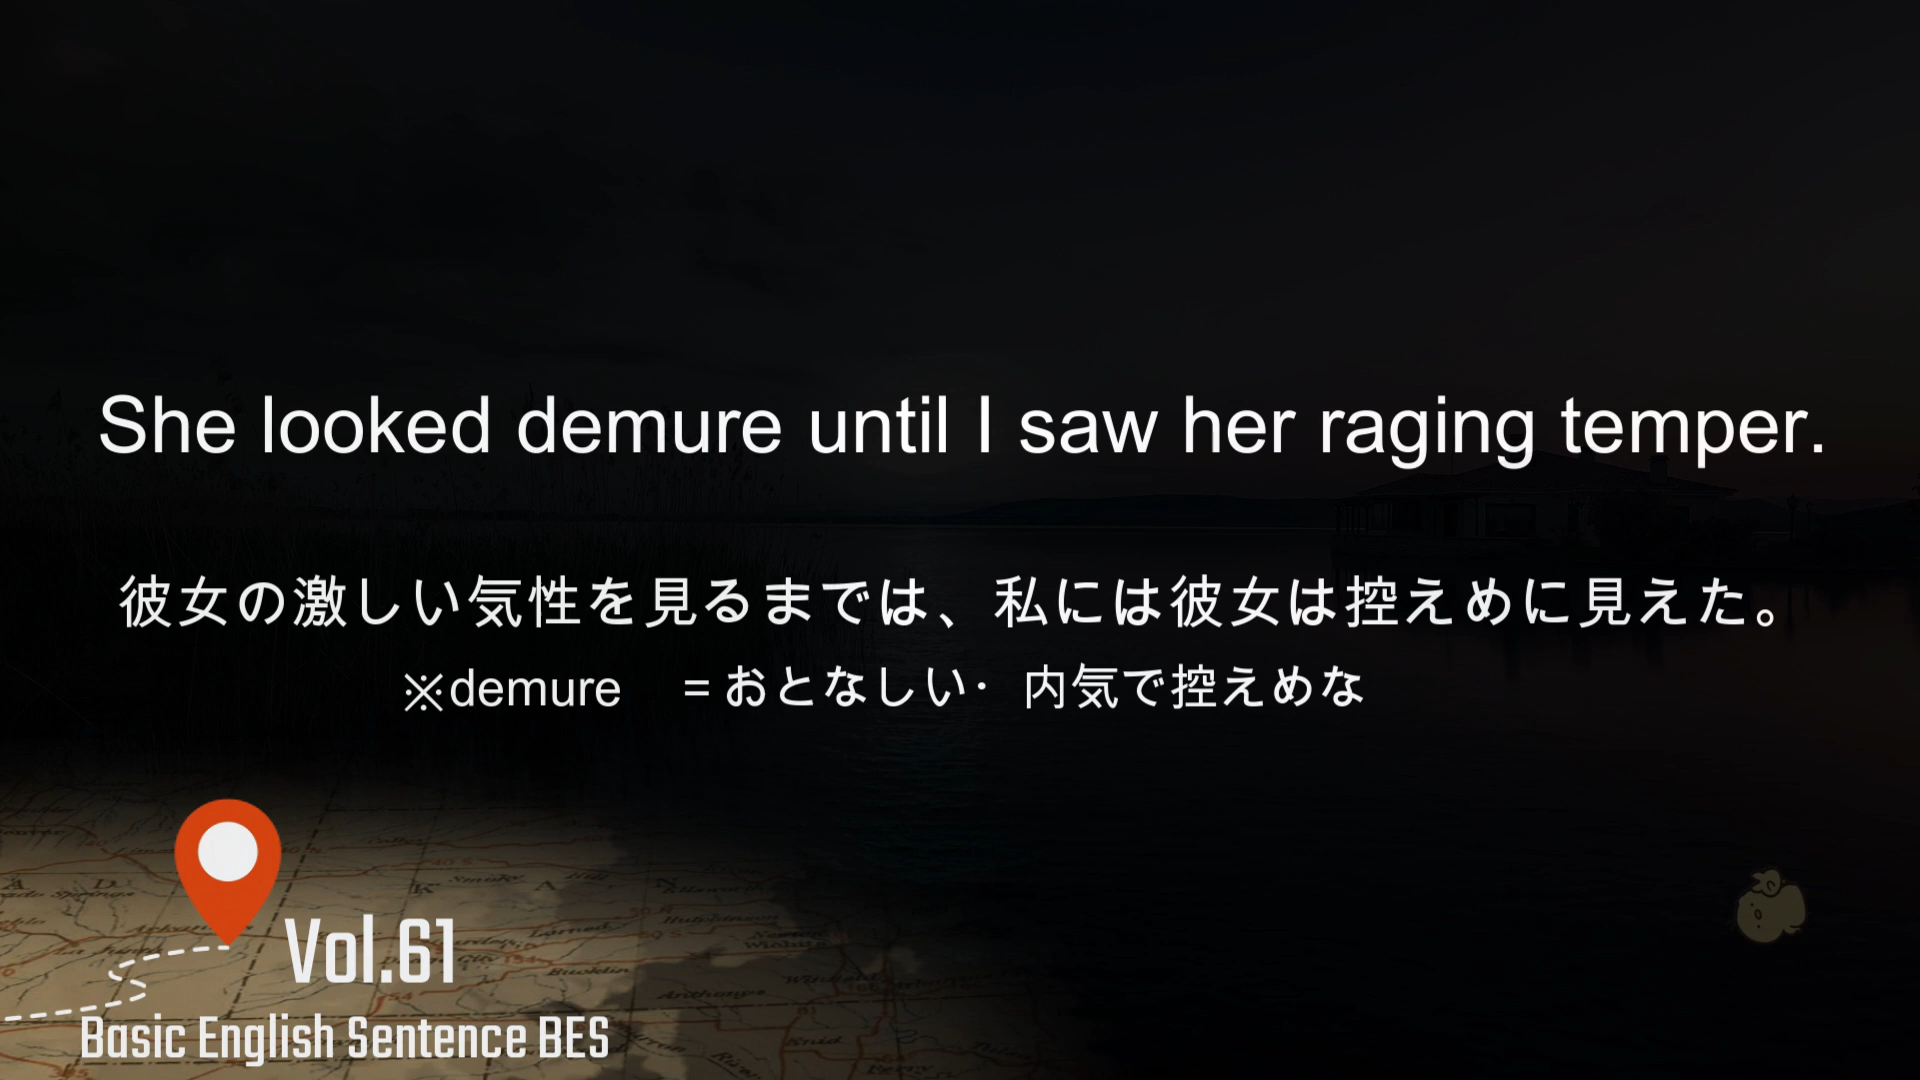 She looked demure until I saw her raging temper.
彼女の激しい気性を見るまでは、私には彼女は控えめに見えた。
※demure　=おとなしい· 内気で控えめな
Vol.61
Basic English Sentence BES